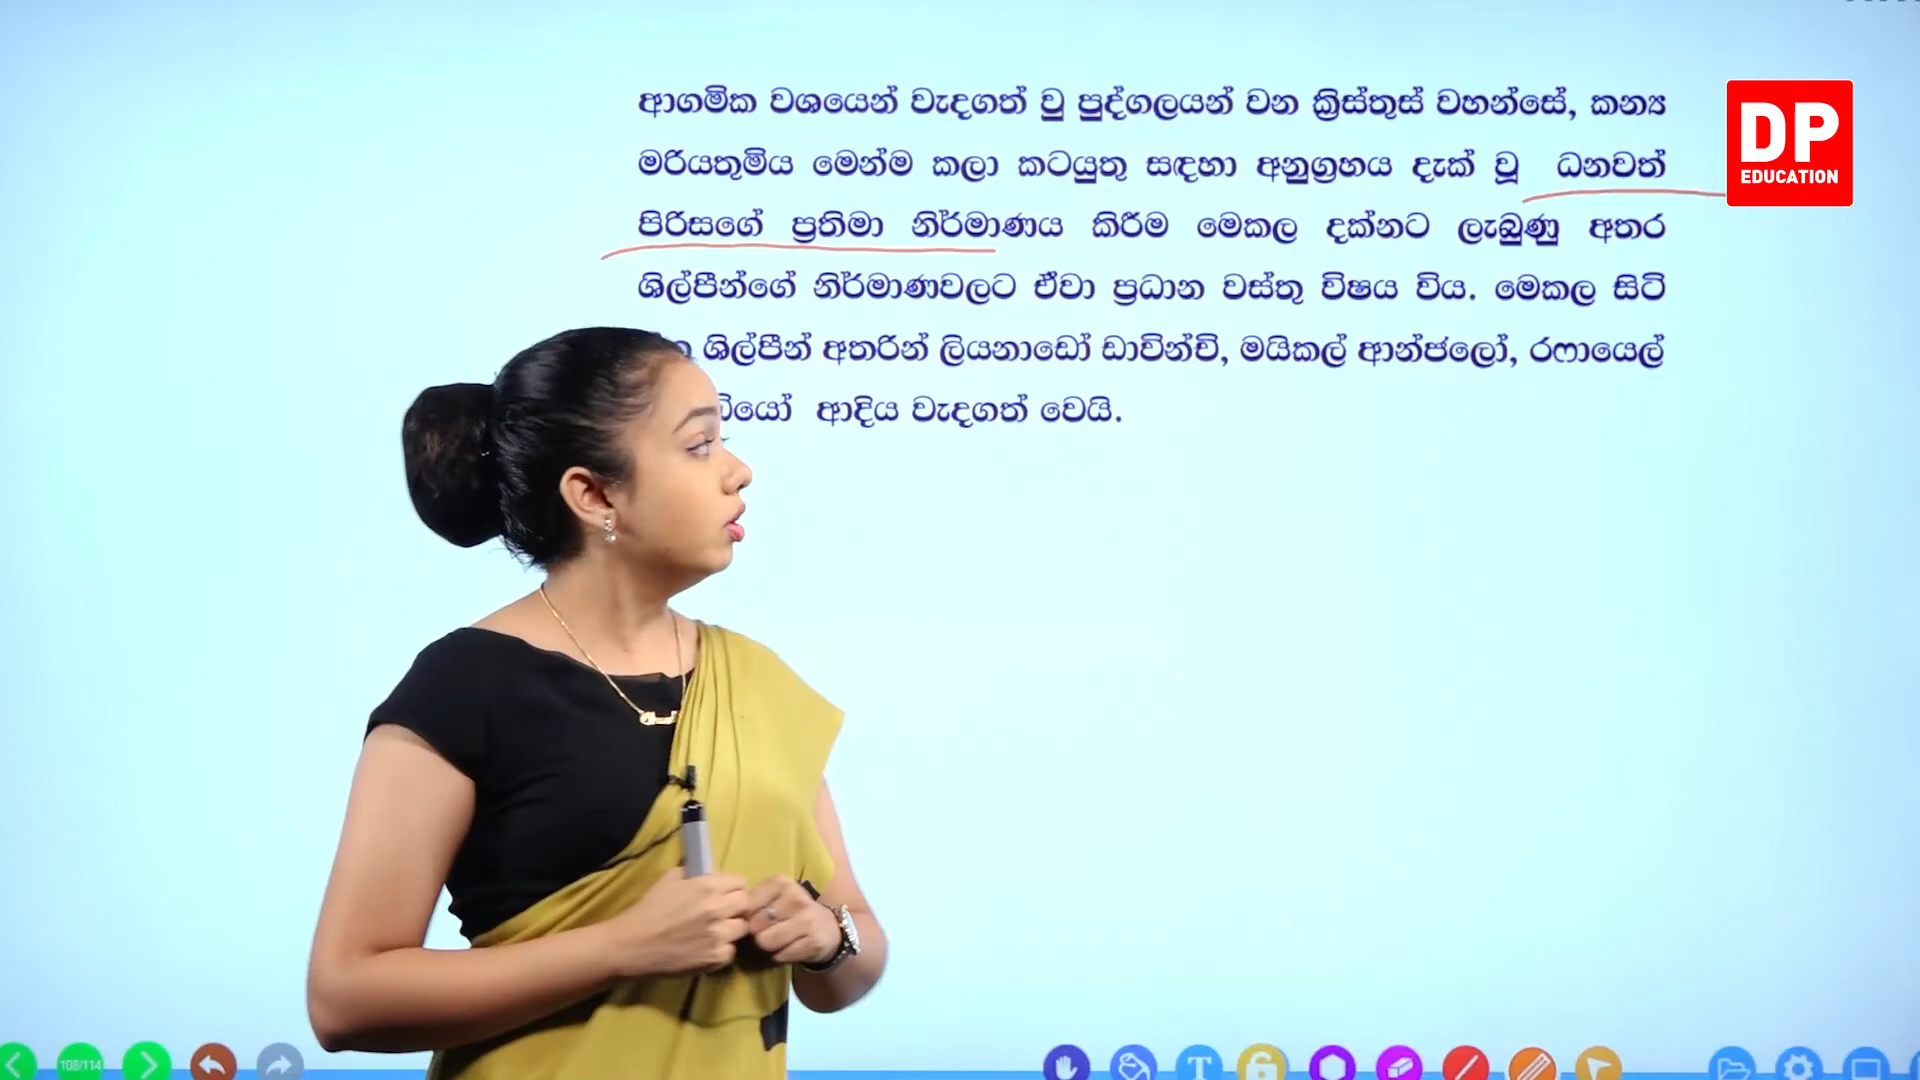 ආගමික වශයෙන් වැදගත් වු පුද්ගලයන් වන ක්‍රිස්තුස් වහන්සේ, කන්‍ය
මරියතුමිය මෙන්ම කලා කටයුතු සඳහා අනුග්‍රහය දැක් වූ ධනවත්
පිරිසගේ ප්‍රතිමා නිර්මාණය කිරීම මෙකල දක්නට ලැබුණු අතර
ශිල්පීන්ගේ නිර්මාණවලට ඒවා ප්‍රධාන වස්තු විෂය විය. මෙකල සිටි
ශිල්පීන් අතරින් ලියනාඩෝ ඩාවින්චි, මයිකල් ආන්ජලෝ, රෆායෙල්
ආදිය වැදගත් වෙයි.
DP
EDUCATION
108/114
T